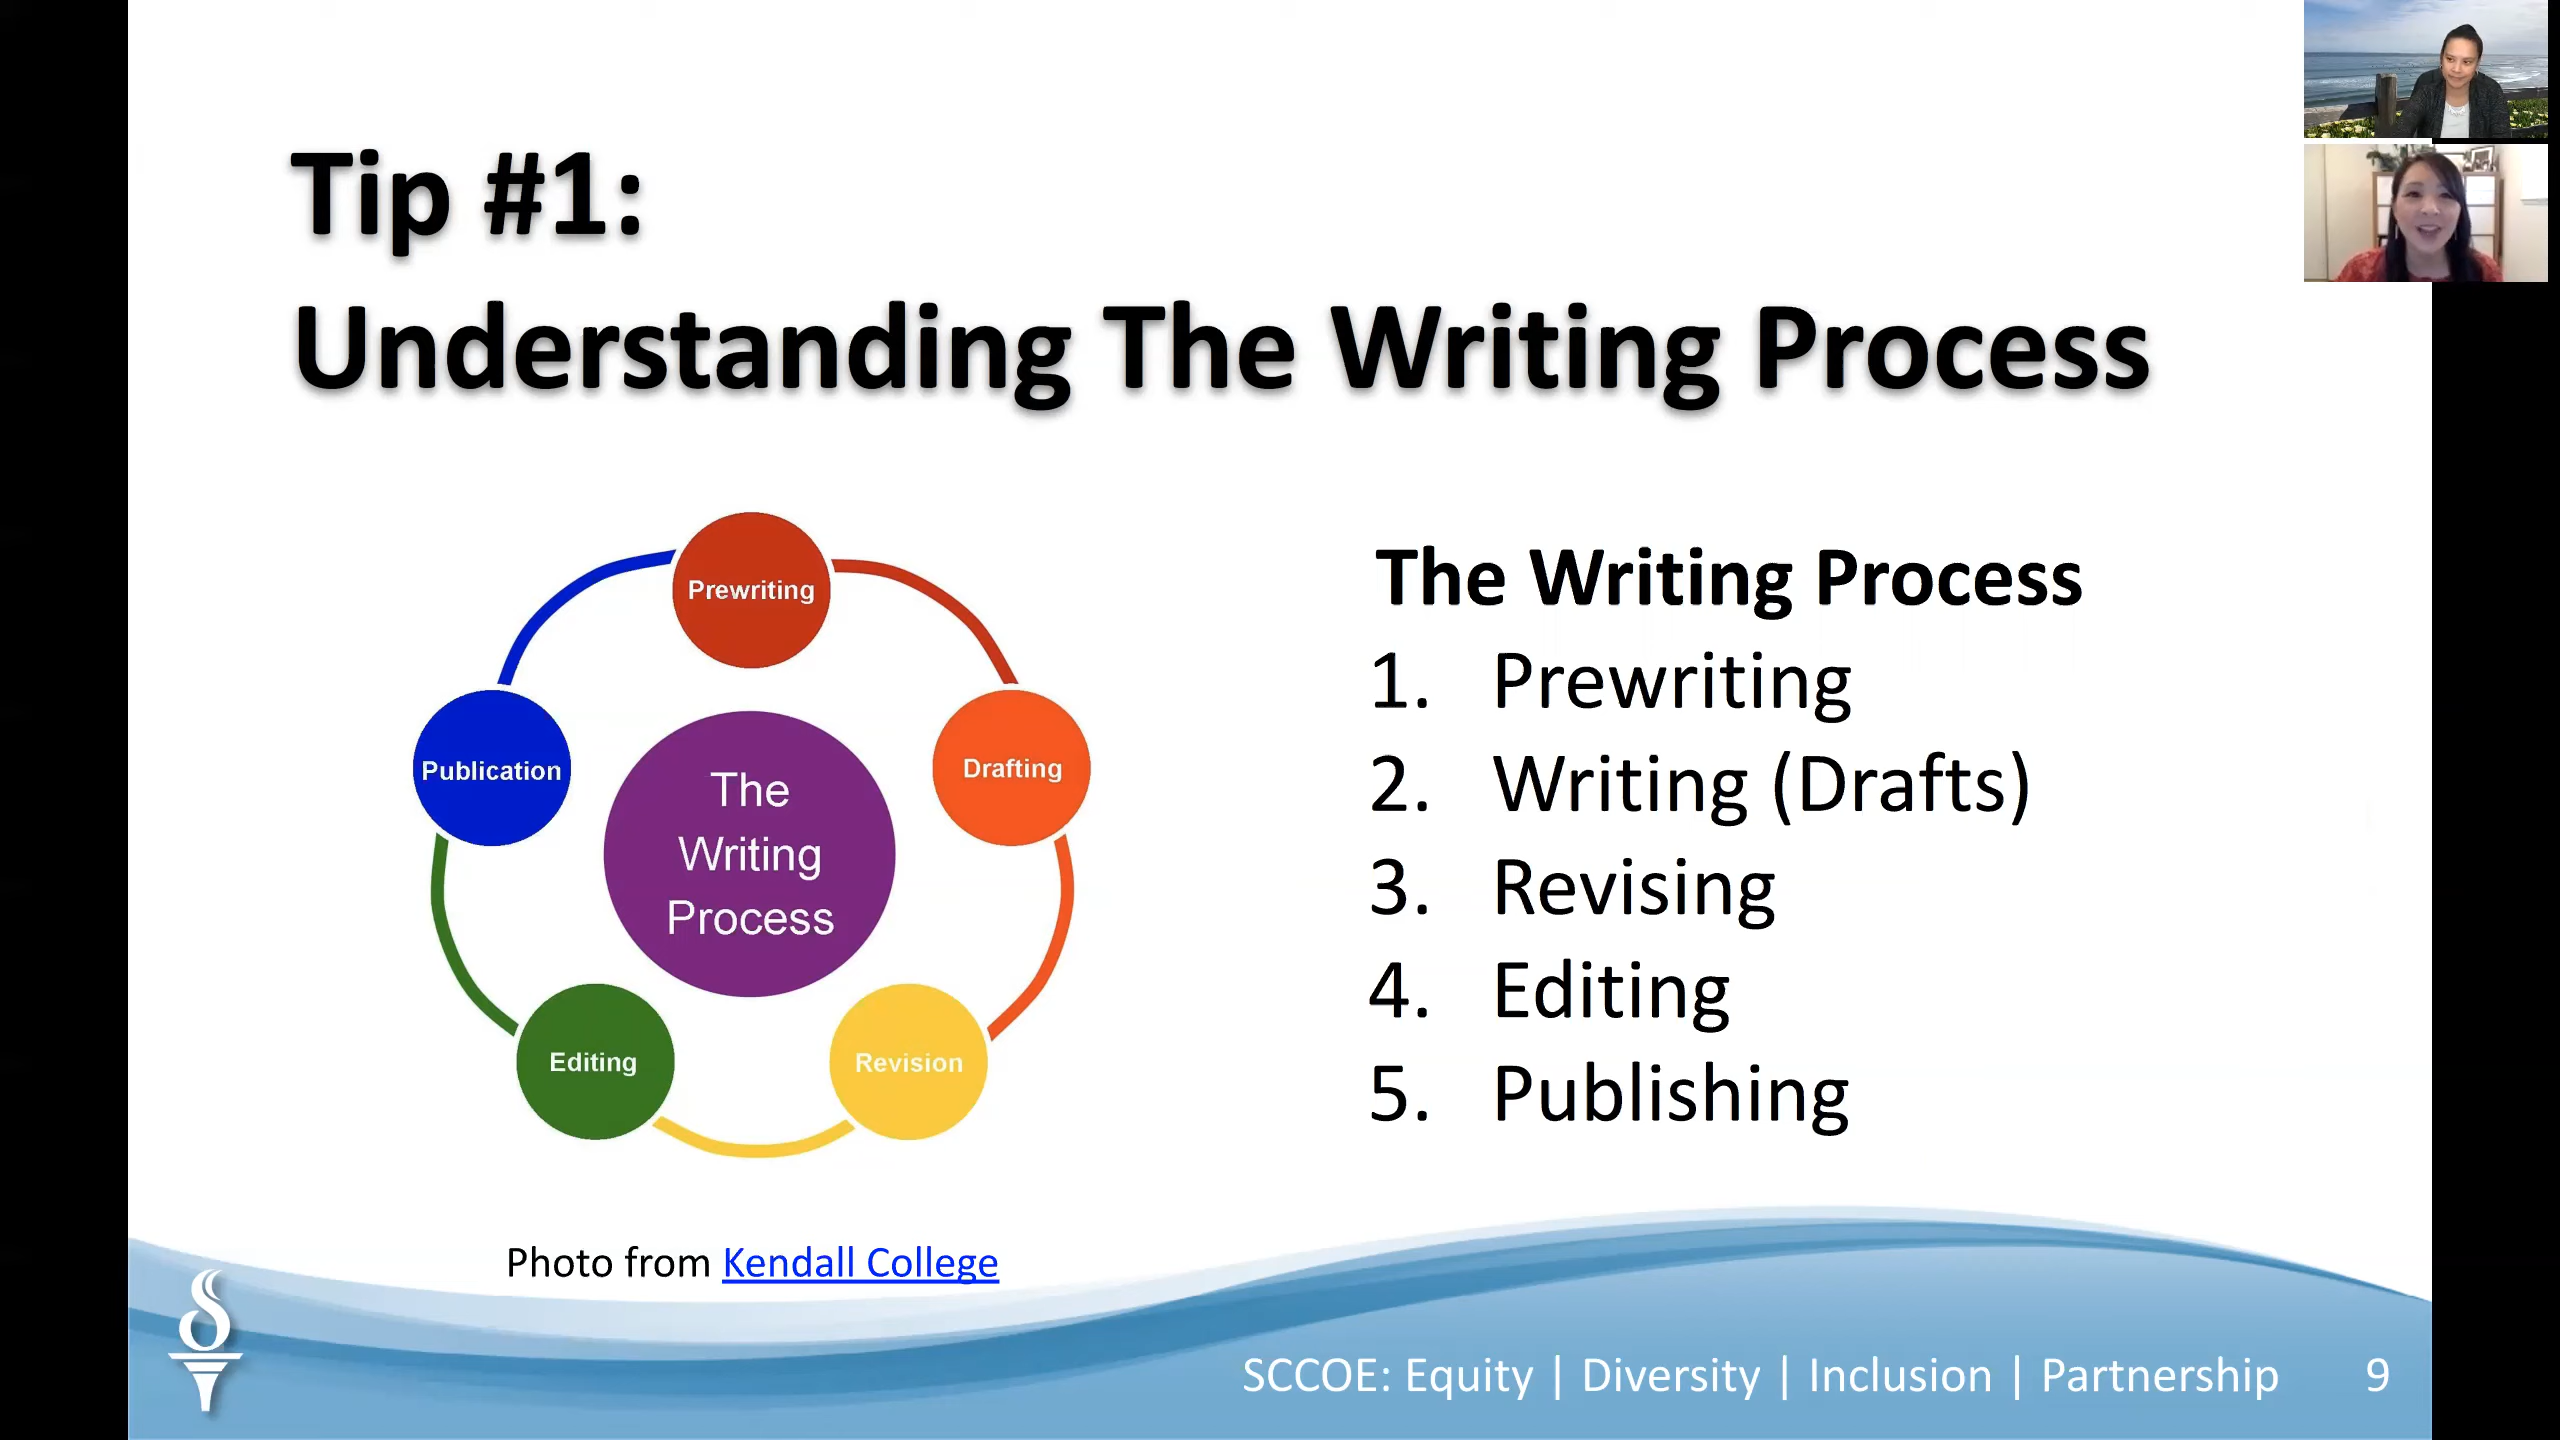 Tip #1:
Understanding The Writing Process
Prewriting
Drafting
Revision
Editing
Publication
The
Writing
Process
Photo from Kendall College
The Writing Process
1. Prewriting
2. Writing (Drafts)
3. Revising
4. Editing
5. Publishing
SCCOE: Equity | Diversity | Inclusion | Partnership 9